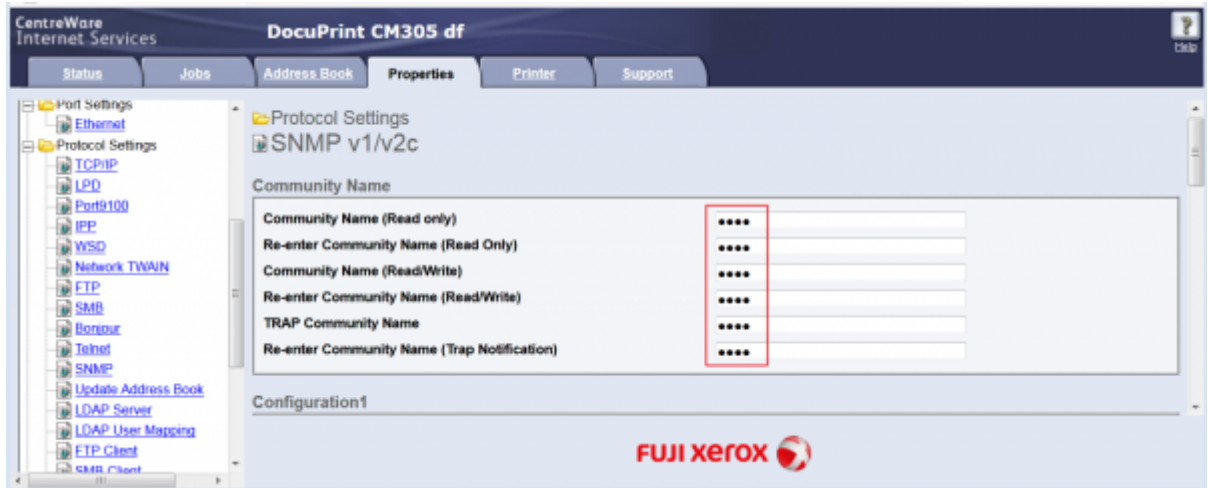 CentreWare
Internet Services
DocuPrint CM305 df
Help
Status Jobs Address Book Properties Printer Support
Port Settings
Ethernet
Protocol Settings
TCP/IP
LPD
Port9100
IPP
WSD
Network TWAIN
FTP
SMB
Bonjour
Telnet
SNMP
Update Address Book
LDAP Server
LDAP User Mapping
FTP Client
SMB Client
Protocol Settings
SNMP v1/v2c
Community Name
Community Name (Read only) ••••
Re-enter Community Name (Read Only) ••••
Community Name (Read/Write) ••••
Re-enter Community Name (Read/Write) ••••
TRAP Community Name ••••
Re-enter Community Name (Trap Notification) ••••
Configuration1
FUJI xerox